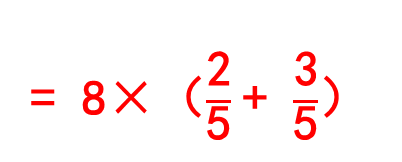 = 8 × (2/5 + 3/5)